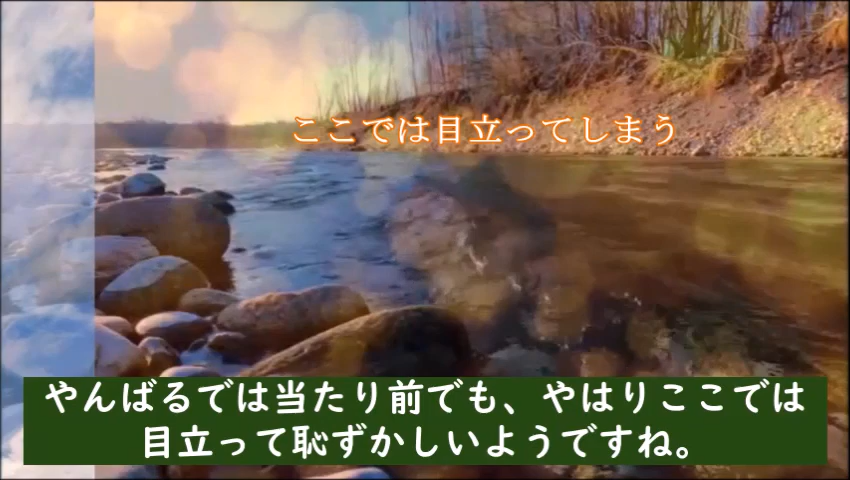 ここでは目立ってしまう
やんばるでは当たり前でも、やはりここでは
目立って恥ずかしいようですね。